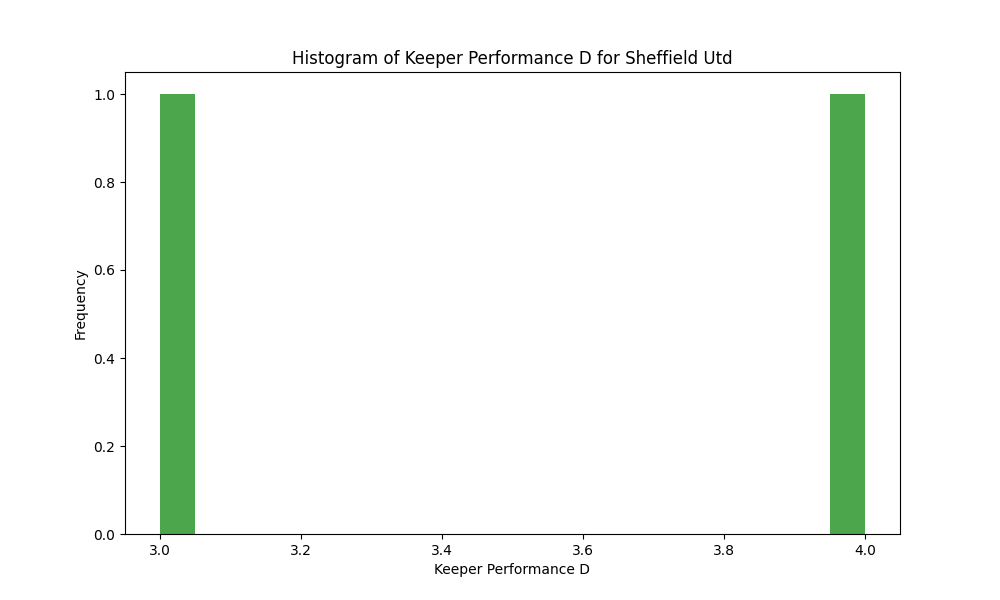 Histogram of Keeper Performance D for Sheffield Utd
1.0
0.8
0.6
0.4
0.2
0.0
Frequency
3.0 3.2 3.4 3.6 3.8 4.0
Keeper Performance D